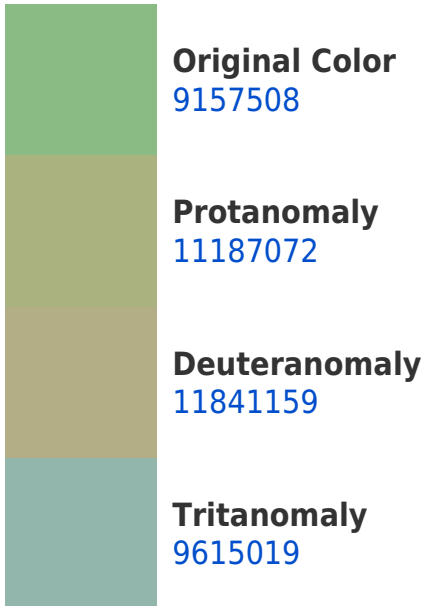 Original Color
9157508
Protanomaly
11187072
Deuteranomaly
11841159
Tritanomaly
9615019